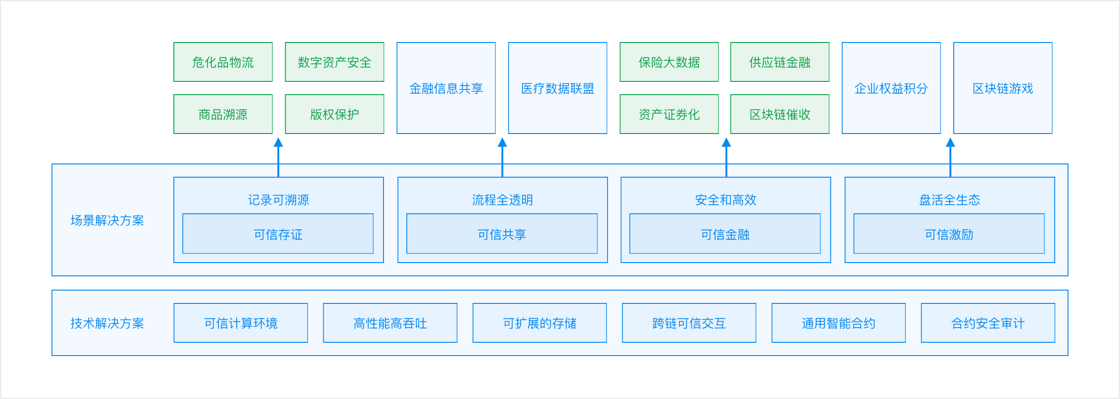 危化品物流
数字资产安全
商品溯源
版权保护
金融信息共享
医疗数据联盟
保险大数据
供应链金融
资产证券化
区块链催收
企业权益积分
区块链游戏
场景解决方案
记录可溯源
可信存证
流程全透明
可信共享
安全和高效
可信金融
盘活全生态
可信激励
技术解决方案
可信计算环境
高性能高吞吐
可扩展的存储
跨链可信交互
通用智能合约
合约安全审计